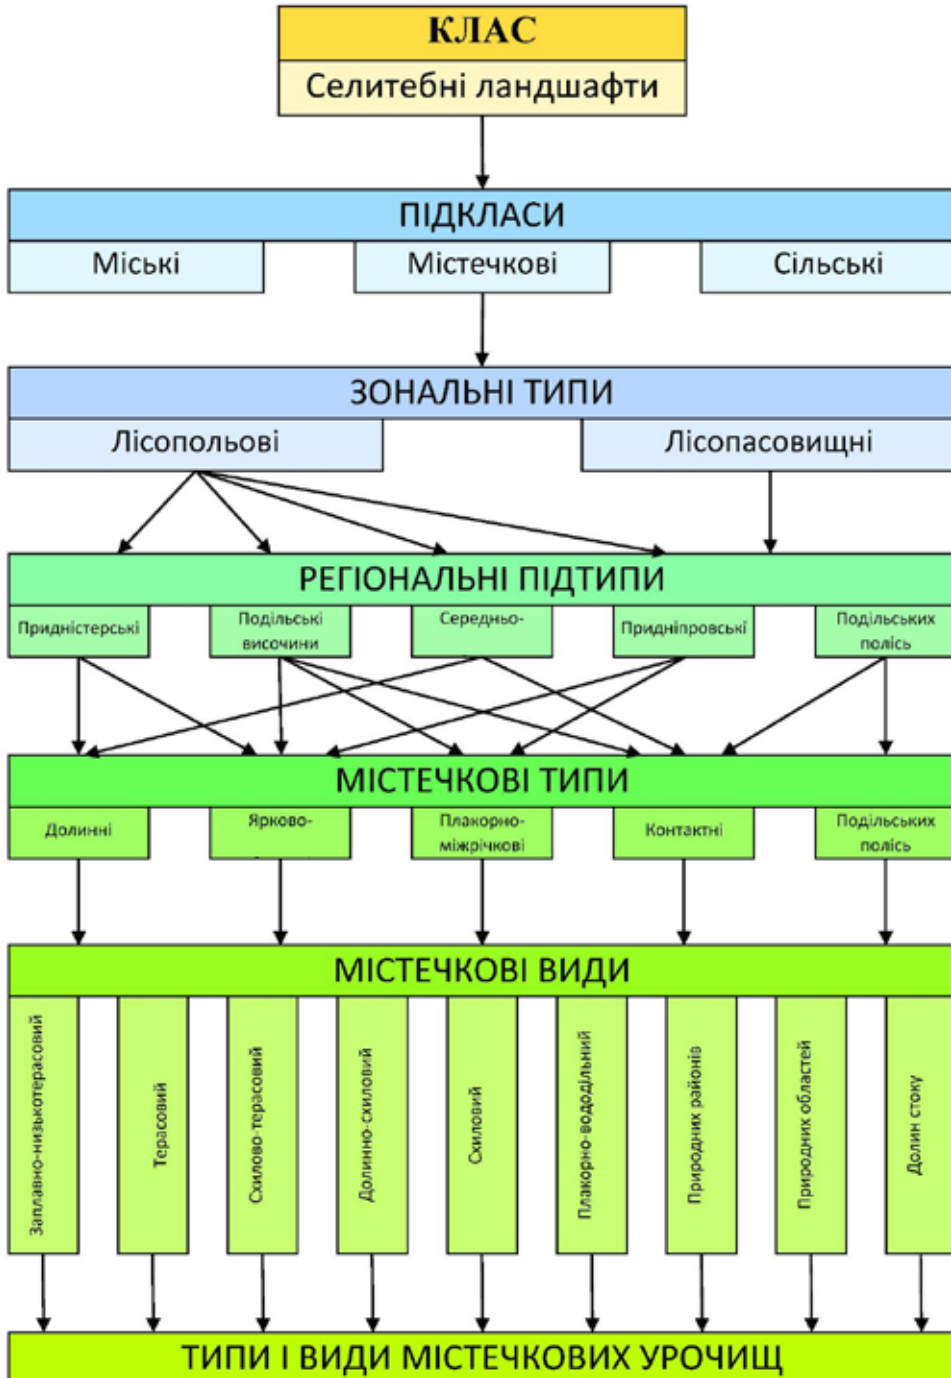 КЛАС
Селитебні ландшафти
ПІДКЛАСИ
Міські
Містечкові
Сільські
ЗОНАЛЬНІ ТИПИ
Лісопольові
Лісопасовищні
РЕГІОНАЛЬНІ ПІДТИПИ
Придністерські
Подільські
височини
Середньо-
Придніпровські
Подільських
полісь
МІСТЕЧКОВІ ТИПИ
Долинні
Ярково-
Плакорно-
міжрічкові
Контактні
Подільських
полісь
МІСТЕЧКОВІ ВИДИ
Заплавно-низькотерасовий
Терасовий
Схилово-терасовий
Долинно-схиловий
Схиловий
Плакорно-вододільний
Природних районів
Природних областей
Долин стоку
ТИПИ І ВИДИ МІСТЕЧКОВИХ УРОЧИЩ